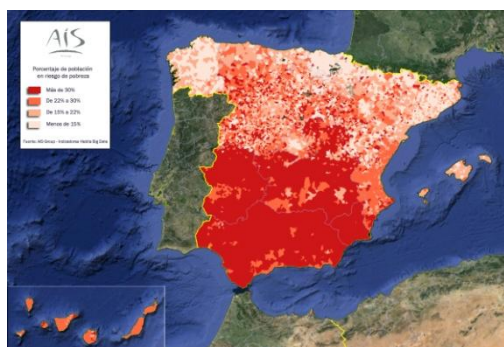 AIS
Porcentaje de población
en riesgo de pobreza
Más de 30%
De 22% a 30%
De 15% a 22%
Menos de 15%
Fuente: AIS Group - Indicadores Habits Big Data